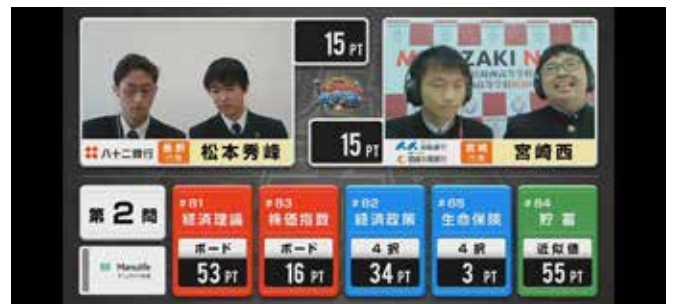 15 PT
15 PT
八十二銀行 長野代表 松本秀峰
宮崎代表 宮崎西
第2問
#81 経済理論 ボード 53 PT
#83 株価指数 ボード 16 PT
#82 経済政策 4択 34 PT
#85 生命保険 4択 3 PT
#84 貯蓄 近似値 55 PT
Manulife